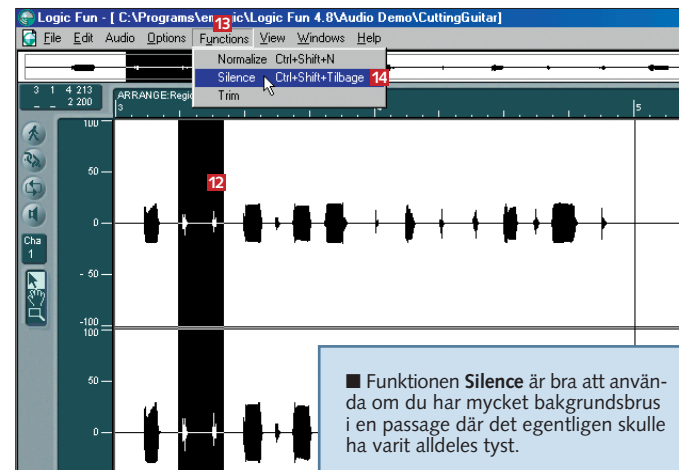 Logic Fun - [ C:\Programs\emagic\Logic Fun 4.8\Audio Demo\CuttingGuitar]
13
File Edit Audio Options Functions View Windows Help
Normalize Ctrl+Shift+N
Silence Ctrl+Shift+Tilbage 14
Trim
3 1 4 213
_ _ 2 200
ARRANGE:Regi
3
5
100
50
12
0
Cha
1
- 50
-100
100
50
0
■ Funktionen Silence är bra att använ-
da om du har mycket bakgrundsbrus
i en passage där det egentligen skulle
ha varit alldeles tyst.